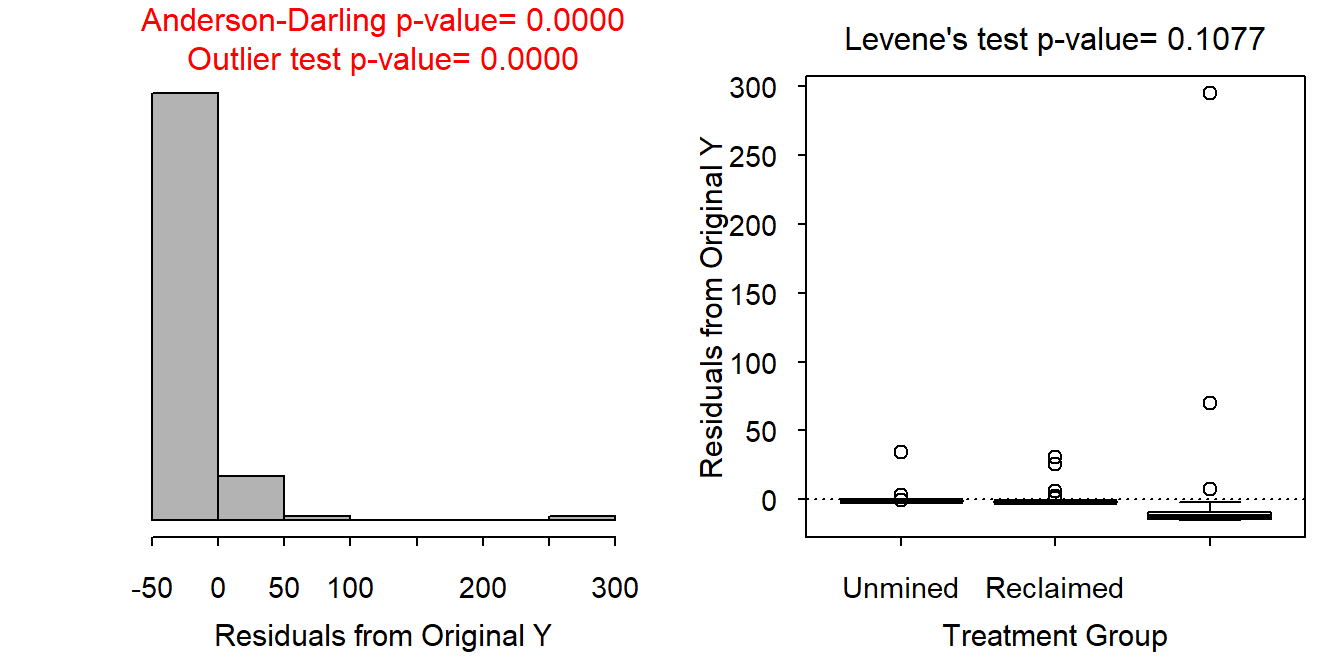 Anderson-Darling p-value= 0.0000
Outlier test p-value= 0.0000
-50 0 50 100 200 300
Residuals from Original Y
Levene's test p-value= 0.1077
Residuals from Original Y
300
250
200
150
100
50
0
Unmined Reclaimed
Treatment Group